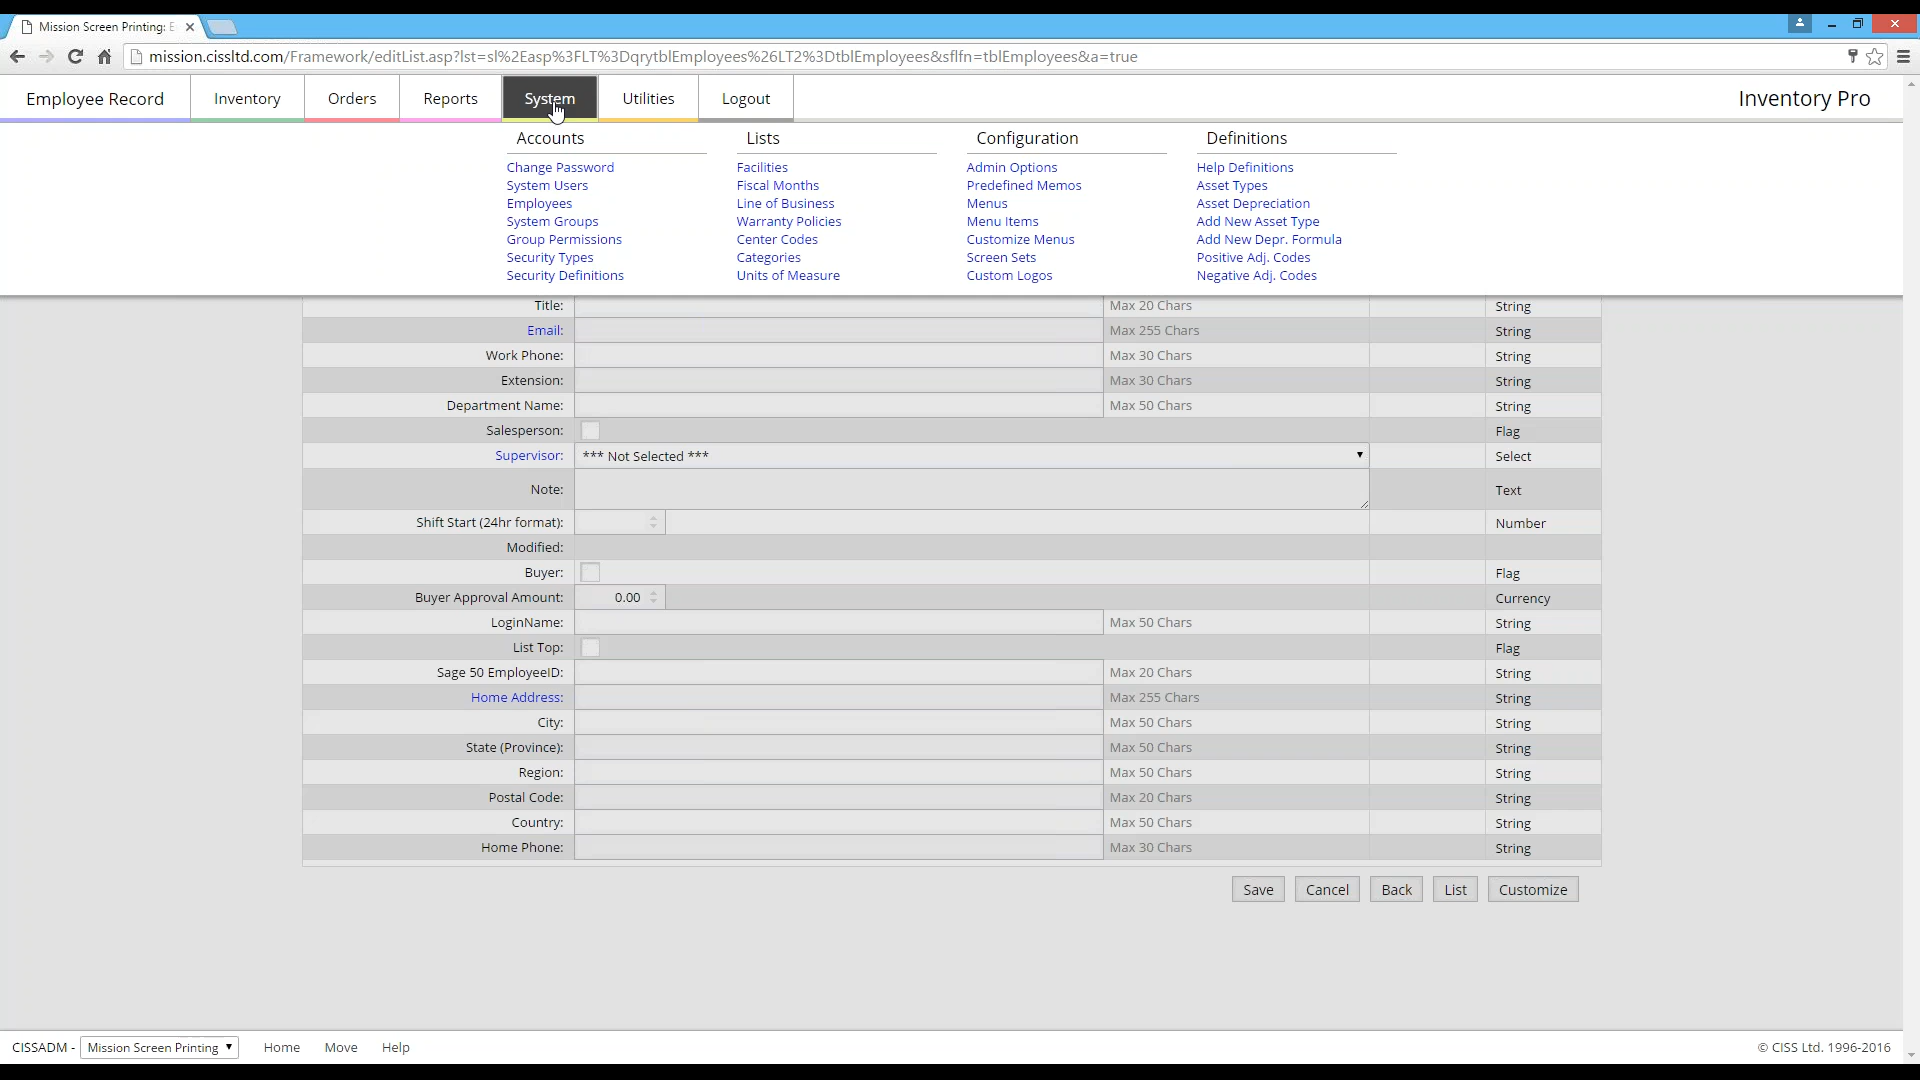 Mission Screen Printing: E
mission.cissltd.com/Framework/editList.asp?lst=sl%2Easp%3FLT%3DqrytblEmployees%26LT2%3DtblEmployees&sflfn=tblEmployees&a=true
Employee Record Inventory Orders Reports System Utilities Logout Inventory Pro
Accounts Lists Configuration Definitions
Change Password Facilities Admin Options Help Definitions
System Users Fiscal Months Predefined Memos Asset Types
Employees Line of Business Menus Asset Depreciation
System Groups Warranty Policies Menu Items Add New Asset Type
Group Permissions Center Codes Customize Menus Add New Depr. Formula
Security Types Categories Screen Sets Positive Adj. Codes
Security Definitions Units of Measure Custom Logos Negative Adj. Codes
Title: Max 20 Chars String
Email: Max 255 Chars String
Work Phone: Max 30 Chars String
Extension: Max 30 Chars String
Department Name: Max 50 Chars String
Salesperson: Flag
Supervisor: *** Not Selected *** Select
Note: Text
Shift Start (24hr format): Number
Modified:
Buyer: Flag
Buyer Approval Amount: 0.00 Currency
LoginName: Max 50 Chars String
List Top: Flag
Sage 50 EmployeeID: Max 20 Chars String
Home Address: Max 255 Chars String
City: Max 50 Chars String
State (Province): Max 50 Chars String
Region: Max 50 Chars String
Postal Code: Max 20 Chars String
Country: Max 50 Chars String
Home Phone: Max 30 Chars String
Save Cancel Back List Customize
CISSADM - Mission Screen Printing Home Move Help © CISS Ltd. 1996-2016